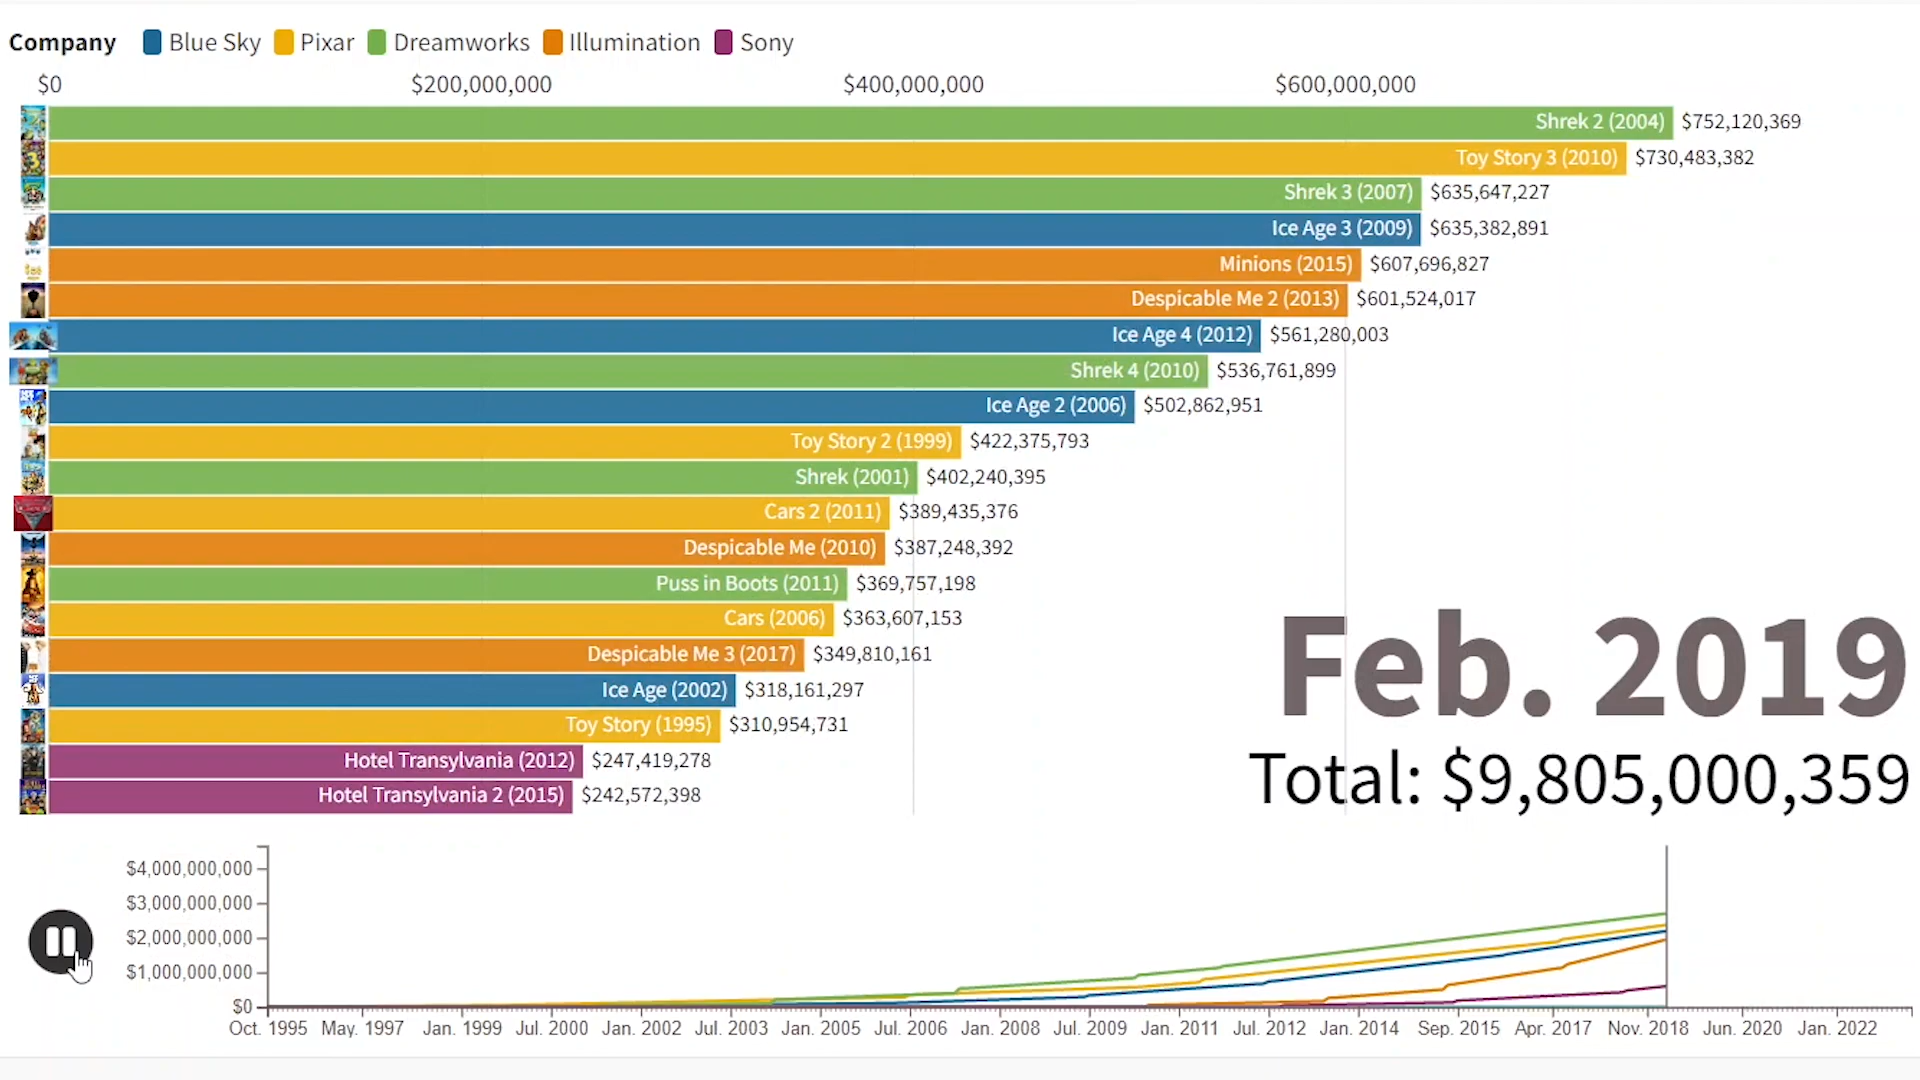 Company Blue Sky Pixar Dreamworks Illumination Sony
$0 $200,000,000 $400,000,000 $600,000,000
Shrek 2 (2004) $752,120,369
Toy Story 3 (2010) $730,483,382
Shrek 3 (2007) $635,647,227
Ice Age 3 (2009) $635,382,891
Minions (2015) $607,696,827
Despicable Me 2 (2013) $601,524,017
Ice Age 4 (2012) $561,280,003
Shrek 4 (2010) $536,761,899
Ice Age 2 (2006) $502,862,951
Toy Story 2 (1999) $422,375,793
Shrek (2001) $402,240,395
Cars 2 (2011) $389,435,376
Despicable Me (2010) $387,248,392
Puss in Boots (2011) $369,757,198
Cars (2006) $363,607,153
Despicable Me 3 (2017) $349,810,161
Ice Age (2002) $318,161,297
Toy Story (1995) $310,954,731
Hotel Transylvania (2012) $247,419,278
Hotel Transylvania 2 (2015) $242,572,398
Feb. 2019
Total: $9,805,000,359
$4,000,000,000
$3,000,000,000
$2,000,000,000
$1,000,000,000
$0
Oct. 1995 May. 1997 Jan. 1999 Jul. 2000 Jan. 2002 Jul. 2003 Jan. 2005 Jul. 2006 Jan. 2008 Jul. 2009 Jan. 2011 Jul. 2012 Jan. 2014 Sep. 2015 Apr. 2017 Nov. 2018 Jun. 2020 Jan. 2022